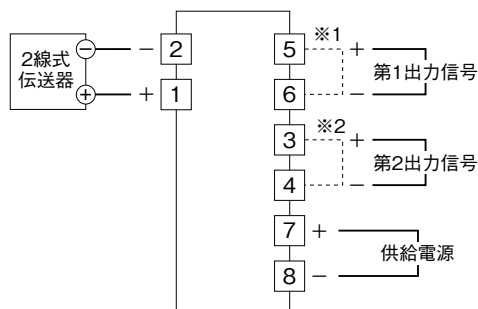 2線式
伝送器
− − 2
+ + 1
5 ※1 +
第1出力信号
6 −
3 ※2 +
第2出力信号
4 −
7 +
供給電源
8 −